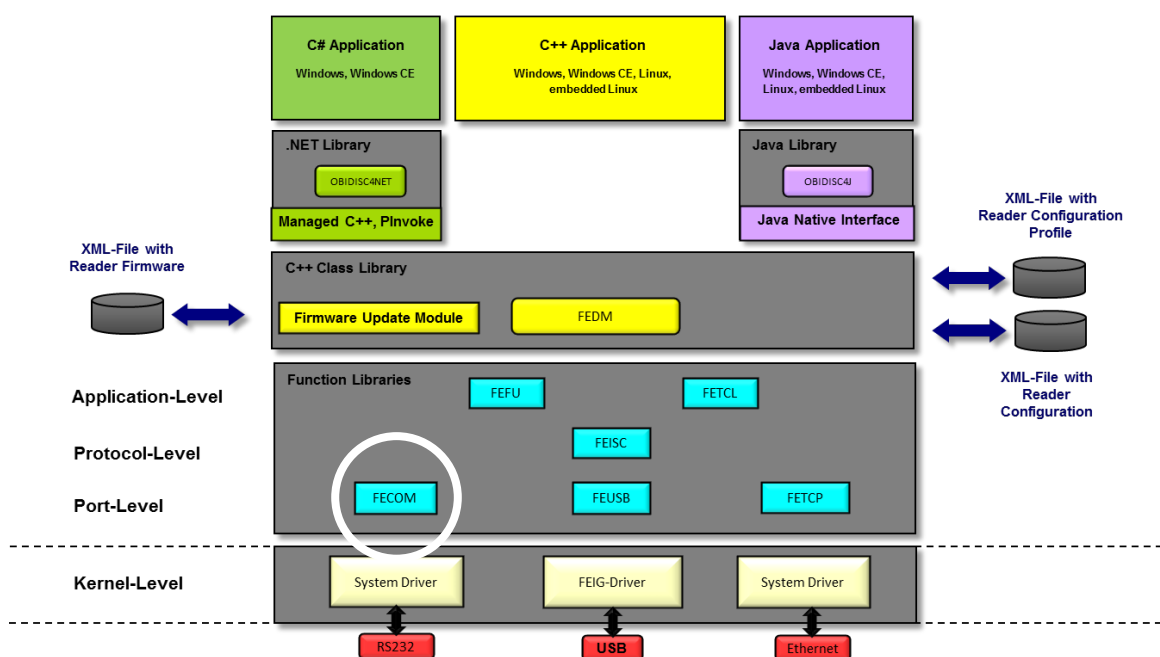 C# Application
Windows, Windows CE
C++ Application
Windows, Windows CE, Linux,
embedded Linux
Java Application
Windows, Windows CE,
Linux, embedded Linux
.NET Library
OBIDISC4NET
Managed C++, PInvoke
Java Library
OBIDISC4J
Java Native Interface
XML-File with
Reader Firmware
C++ Class Library
Firmware Update Module
FEDM
XML-File with
Reader Configuration
Profile
XML-File with
Reader
Configuration
Function Libraries
Application-Level
FEFU
FETCL
Protocol-Level
FEISC
Port-Level
FECOM
FEUSB
FETCP
Kernel-Level
System Driver
FEIG-Driver
System Driver
RS232
USB
Ethernet